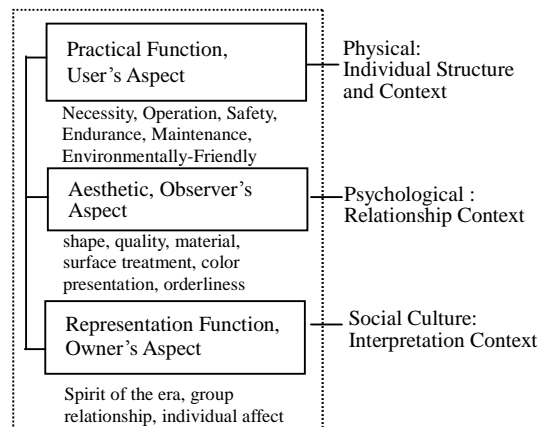 Practical Function,
User's Aspect
Physical:
Individual Structure
and Context
Necessity, Operation, Safety,
Endurance, Maintenance,
Environmentally-Friendly
Aesthetic, Observer's
Aspect
Psychological :
Relationship Context
shape, quality, material,
surface treatment, color
presentation, orderliness
Representation Function,
Owner's Aspect
Social Culture:
Interpretation Context
Spirit of the era, group
relationship, individual affect